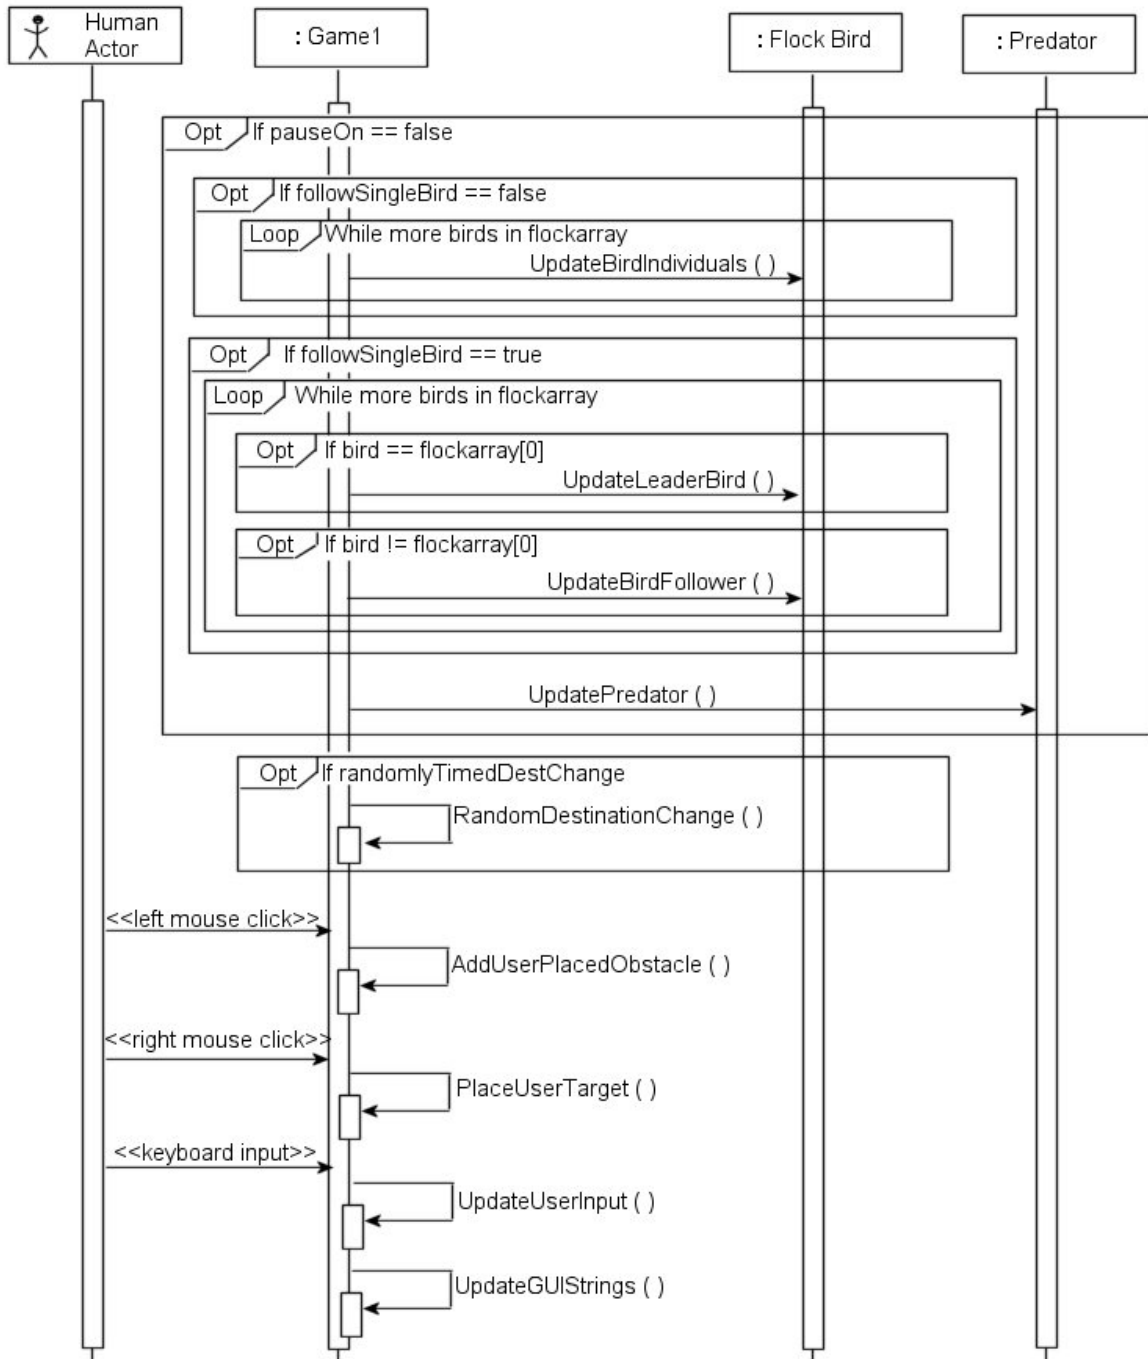 Human
Actor
: Game1
: Flock Bird
: Predator
Opt If pauseOn == false
Opt If followSingleBird == false
Loop While more birds in flockarray
UpdateBirdIndividuals ( )
Opt If followSingleBird == true
Loop While more birds in flockarray
Opt If bird == flockarray[0]
UpdateLeaderBird ( )
Opt If bird != flockarray[0]
UpdateBirdFollower ( )
UpdatePredator ( )
Opt If randomlyTimedDestChange
RandomDestinationChange ( )
<<left mouse click>>
AddUserPlacedObstacle ( )
<<right mouse click>>
PlaceUserTarget ( )
<<keyboard input>>
UpdateUserInput ( )
UpdateGUIStrings ( )